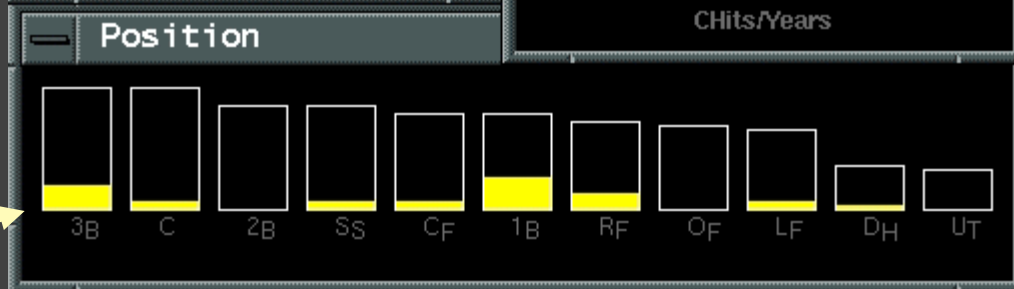 CHits/Years
Position
3B C 2B SS CF 1B RF OF LF DH UT